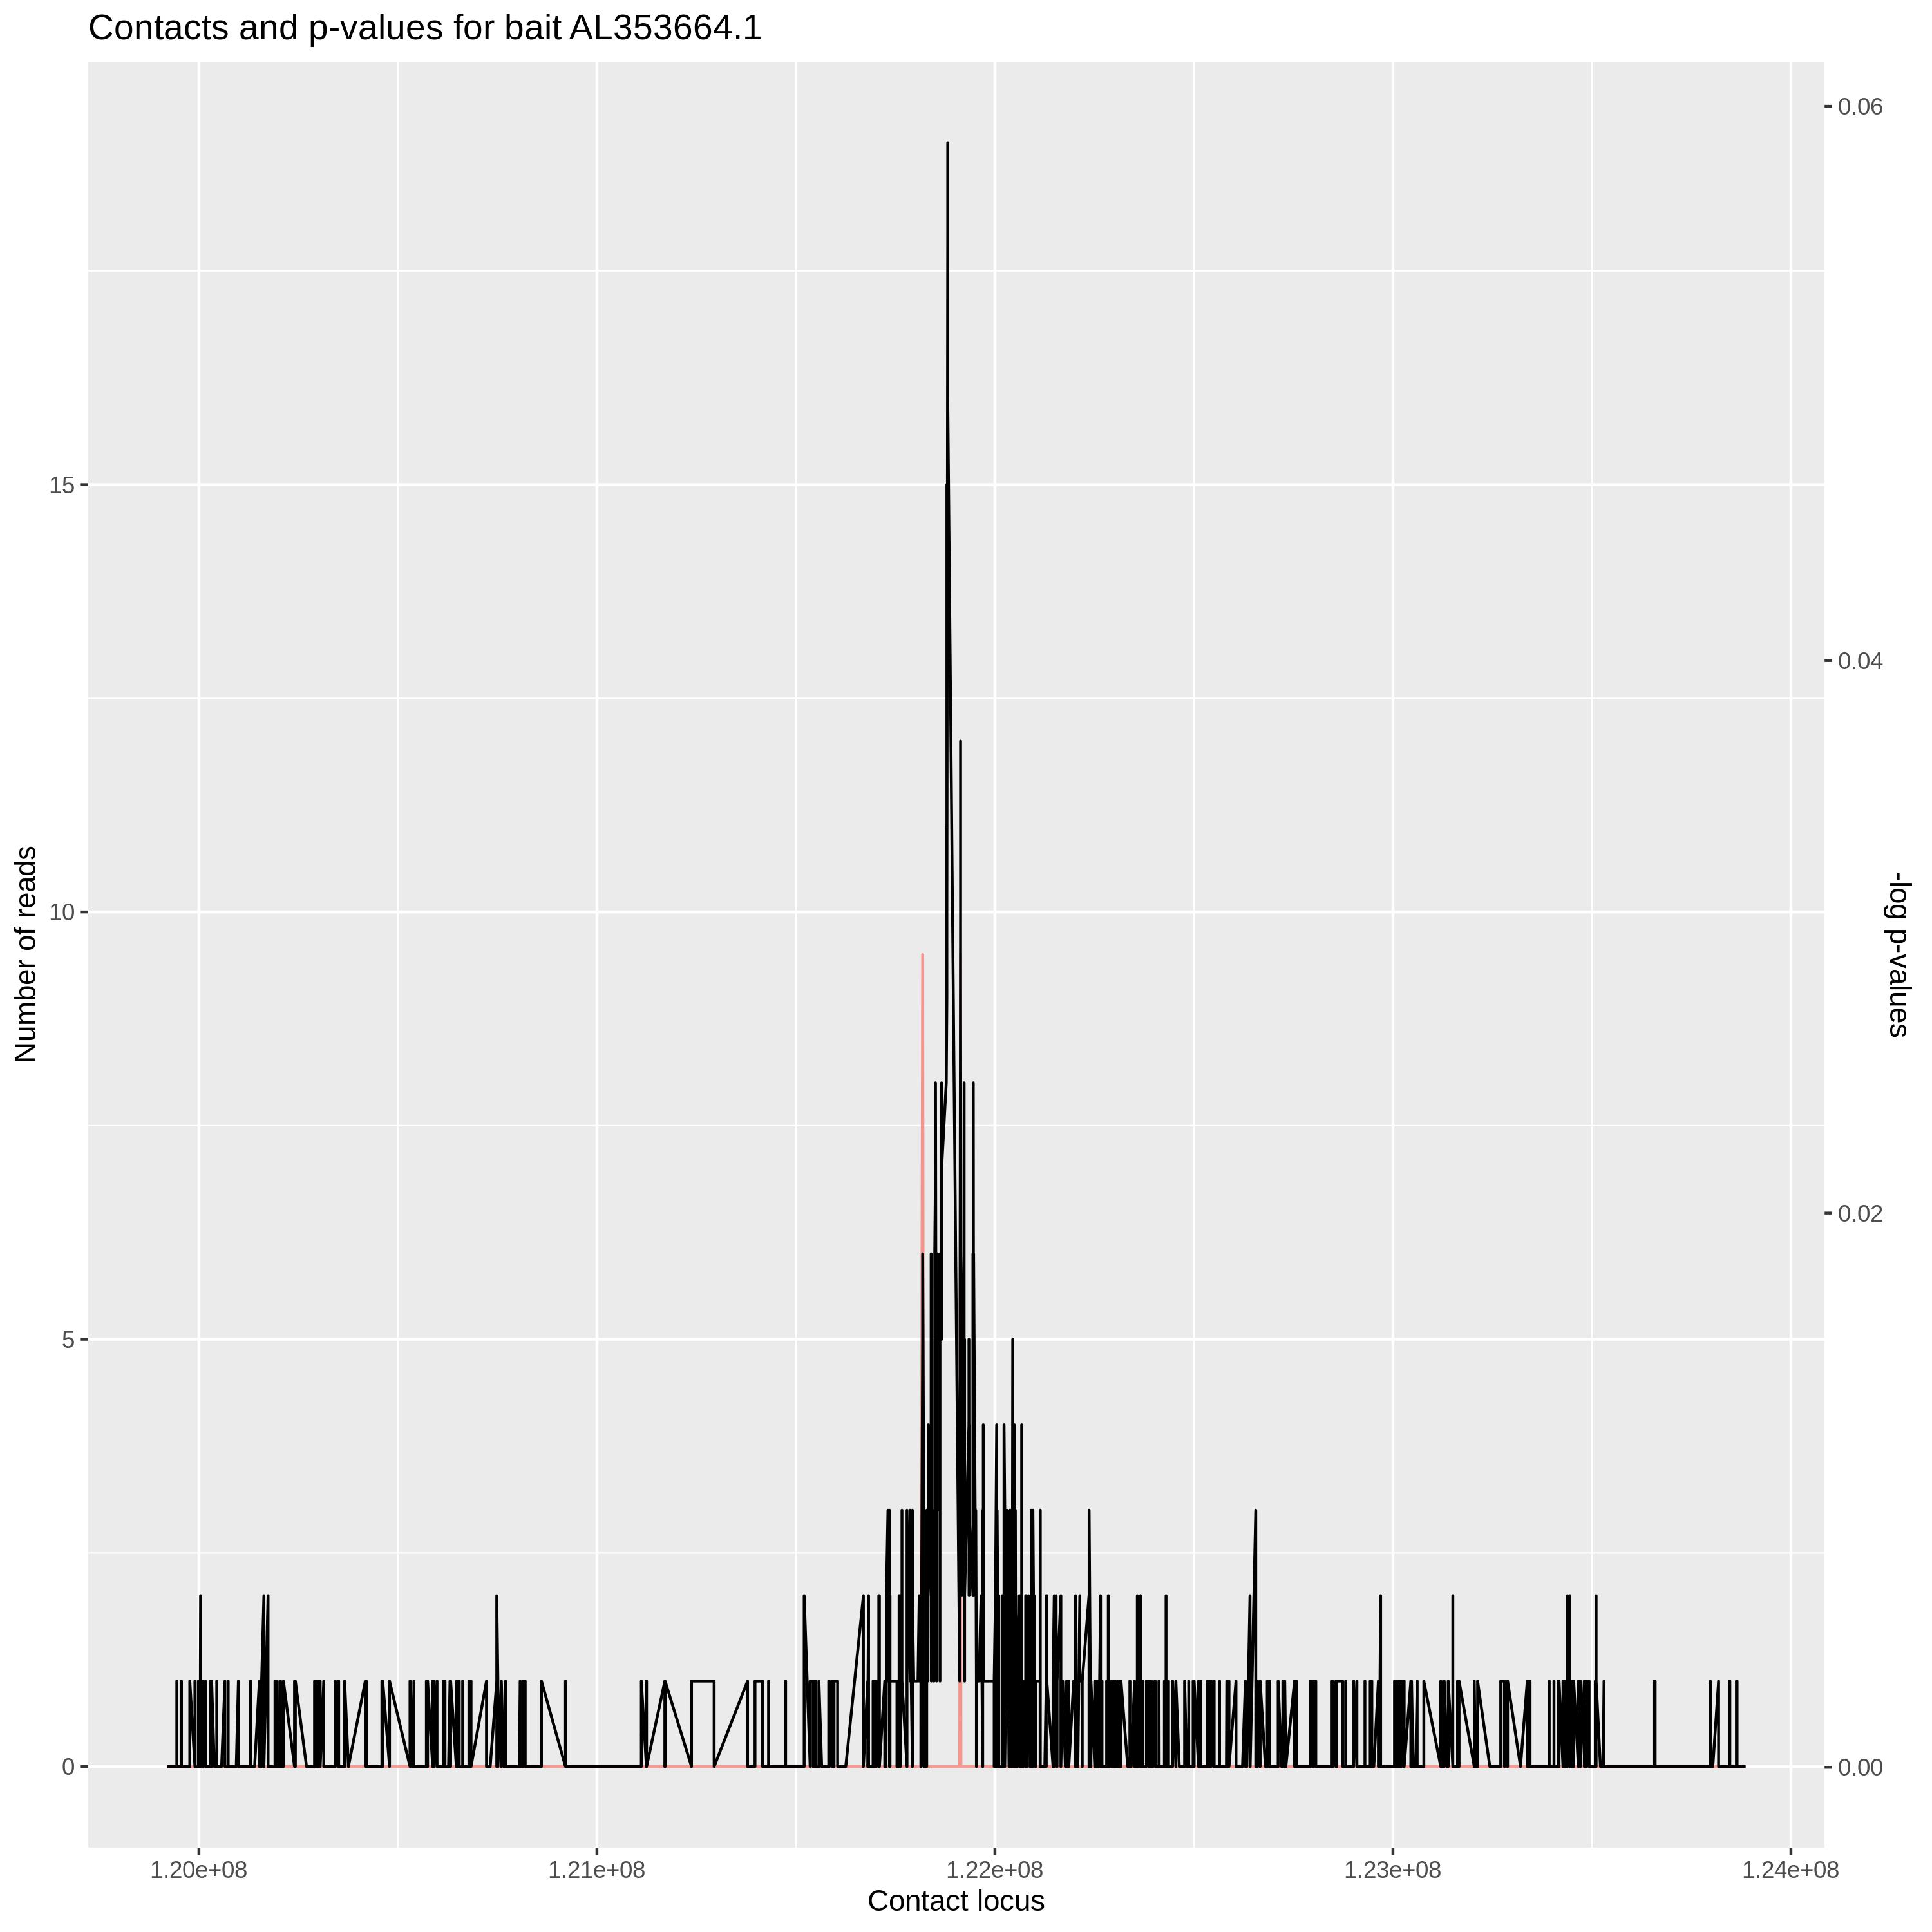 Contacts and p-values for bait AL353664.1
Number of reads
15
10
5
0
0.06
0.04
0.02
0.00
-log p-values
1.20e+08
1.21e+08
1.22e+08
1.23e+08
1.24e+08
Contact locus